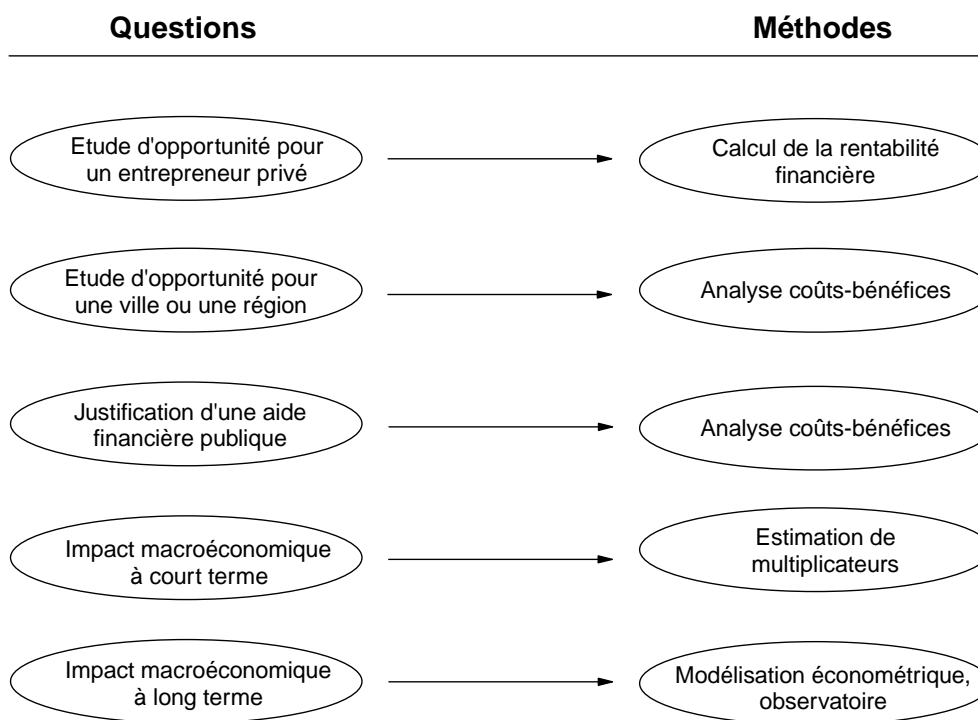 Questions
Méthodes
Etude d'opportunité pour
un entrepreneur privé
Calcul de la rentabilité
financière
Etude d'opportunité pour
une ville ou une région
Analyse coûts-bénéfices
Justification d'une aide
financière publique
Analyse coûts-bénéfices
Impact macroéconomique
à court terme
Estimation de
multiplicateurs
Impact macroéconomique
à long terme
Modélisation économétrique,
observatoire